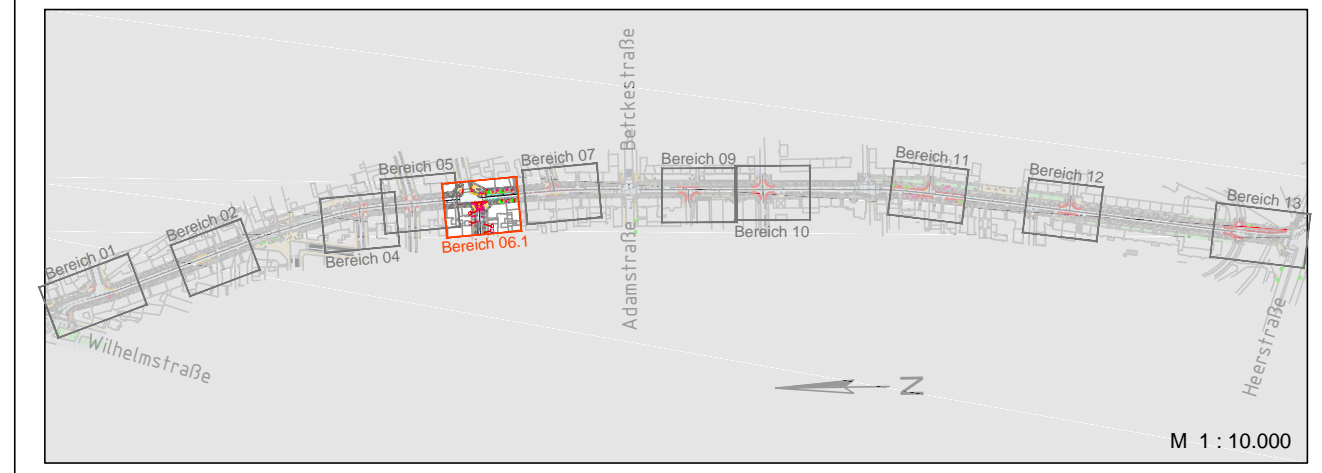 Bereich 01
Bereich 02
Bereich 04
Bereich 05
Bereich 06.1
Bereich 07
Bereich 09
Bereich 10
Bereich 11
Bereich 12
Bereich 13
Wilhelmstraße
Adamstraße
Betckestraße
Heerstraße
N
M 1 : 10.000